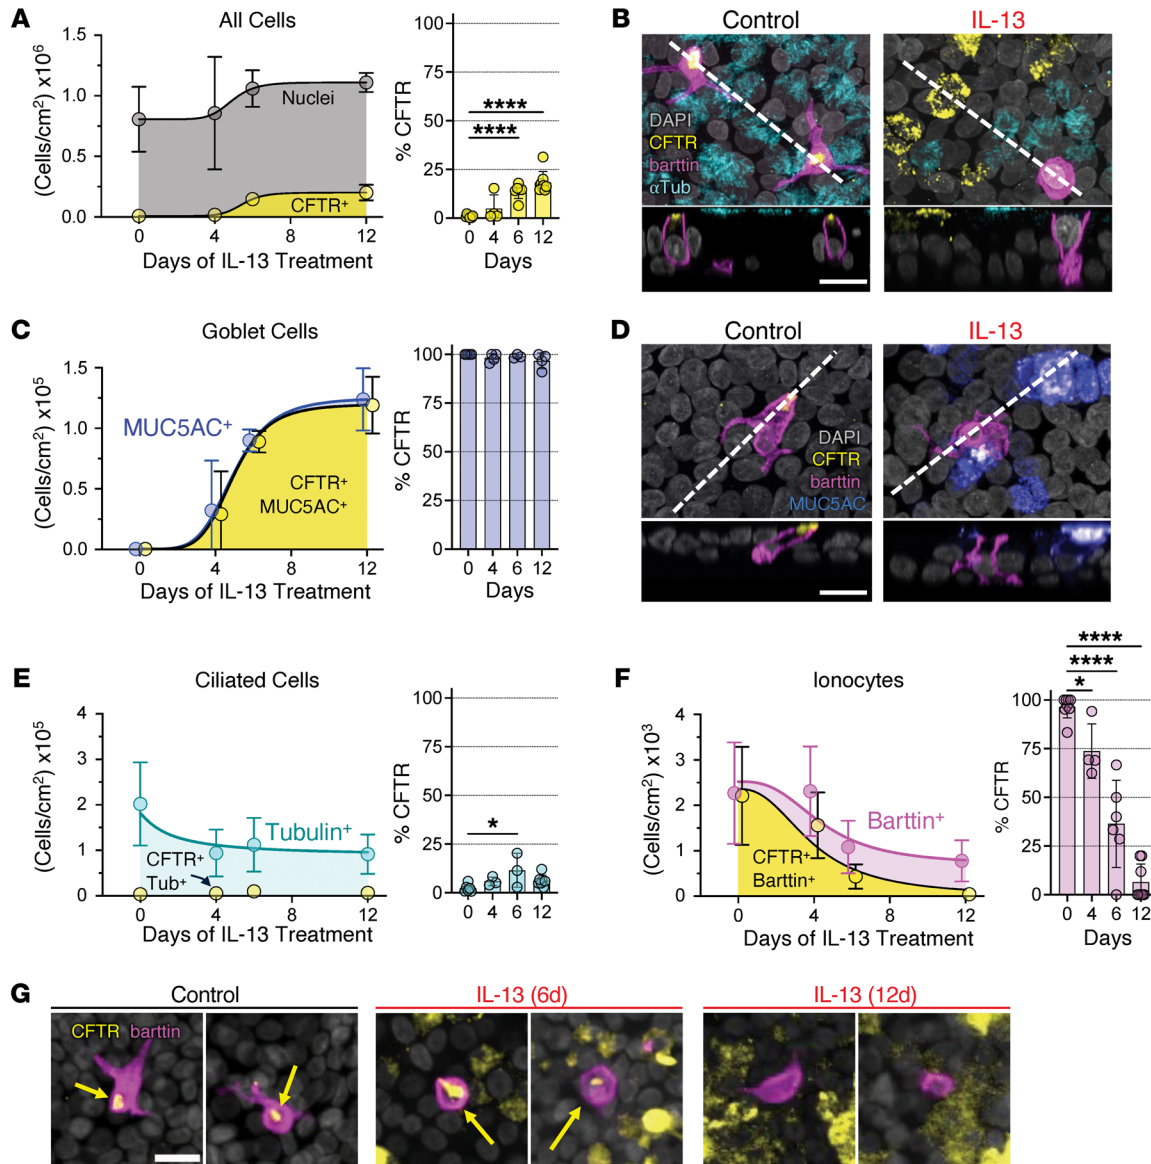 A
All Cells
(Cells/cm²) x10⁶
1.5
1.0
0.5
0.0
Nuclei
CFTR⁺
0 4 8 12
Days of IL-13 Treatment
% CFTR
100
75
50
25
0
****
****
0 4 6 12
Days
B
Control
IL-13
DAPI
CFTR
barttin
αTub
C
Goblet Cells
(Cells/cm²) x10⁵
1.5
1.0
0.5
0.0
MUC5AC⁺
CFTR⁺
MUC5AC⁺
0 4 8 12
Days of IL-13 Treatment
% CFTR
100
75
50
25
0
0 4 6 12
Days
D
Control
IL-13
DAPI
CFTR
barttin
MUC5AC
E
Ciliated Cells
(Cells/cm²) x10⁵
4
3
2
1
0
Tubulin⁺
CFTR⁺
Tub⁺
0 4 8 12
Days of IL-13 Treatment
% CFTR
100
75
50
25
0
*
0 4 6 12
Days
F
Ionocytes
(Cells/cm²) x10³
4
3
2
1
0
Barttin⁺
CFTR⁺
Barttin⁺
0 4 8 12
Days of IL-13 Treatment
% CFTR
100
75
50
25
0
****
****
*
0 4 6 12
Days
G
Control
IL-13 (6d)
IL-13 (12d)
CFTR barttin